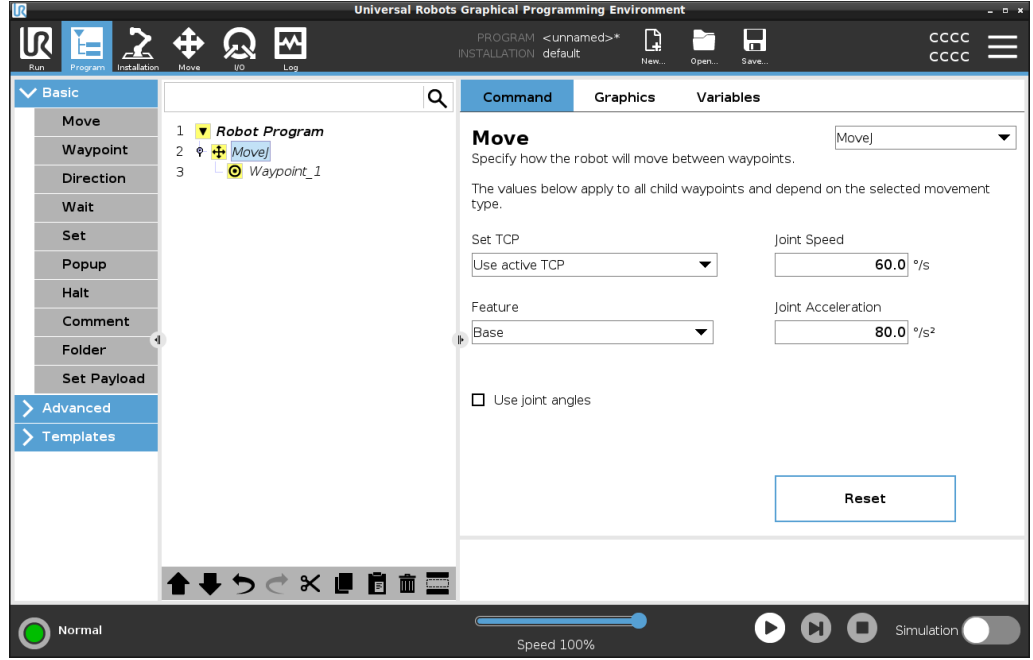 Universal Robots Graphical Programming Environment
UR
Run
Program
Installation
Move
I/O
Log
PROGRAM <unnamed>*
INSTALLATION default
New...
Open...
Save...
CCCC
CCCC
Basic
Move
Waypoint
Direction
Wait
Set
Popup
Halt
Comment
Folder
Set Payload
Advanced
Templates
1 Robot Program
2 MoveJ
3 Waypoint_1
Command Graphics Variables
Move
MoveJ
Specify how the robot will move between waypoints.
The values below apply to all child waypoints and depend on the selected movement
type.
Set TCP
Joint Speed
Use active TCP
60.0 °/s
Feature
Joint Acceleration
Base
80.0 °/s²
Use joint angles
Reset
Normal
Speed 100%
Simulation